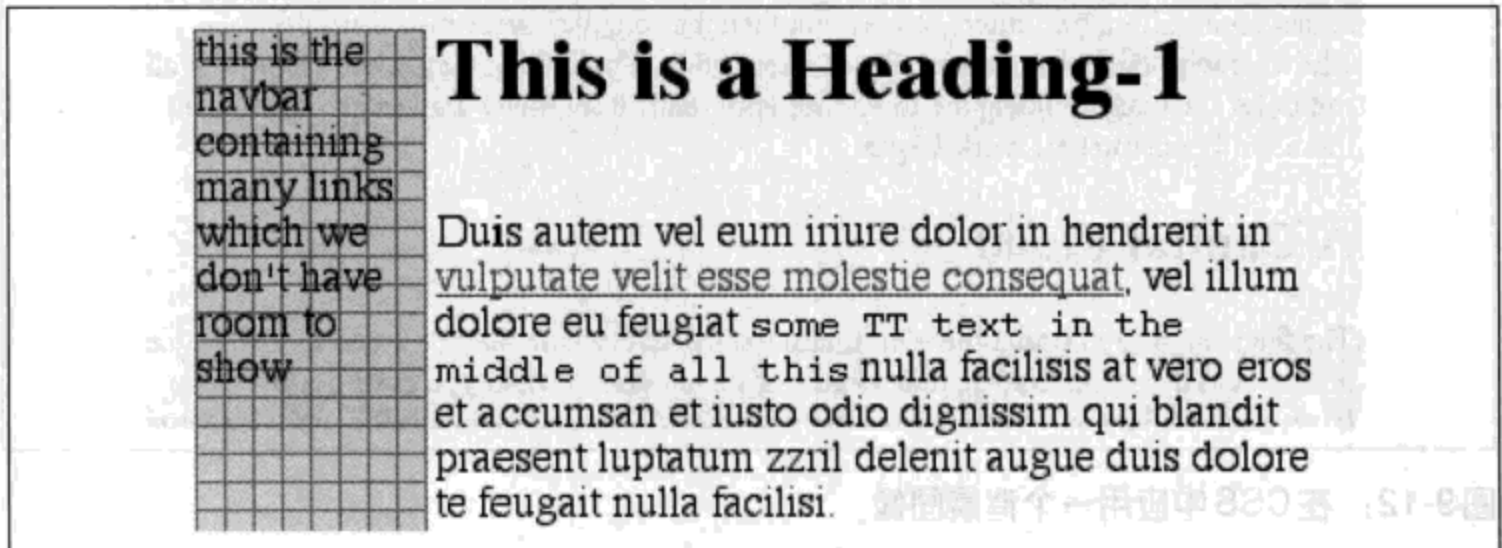 this is the
navbar
containing
many links
which we
don't have
room to
show
This is a Heading-1
Duis autem vel eum iriure dolor in hendrerit in
vulputate velit esse molestie consequat, vel illum
dolore eu feugiat some TT text in the
middle of all this nulla facilisis at vero eros
et accumsan et iusto odio dignissim qui blandit
praesent luptatum zzril delenit augue duis dolore
te feugait nulla facilisi.